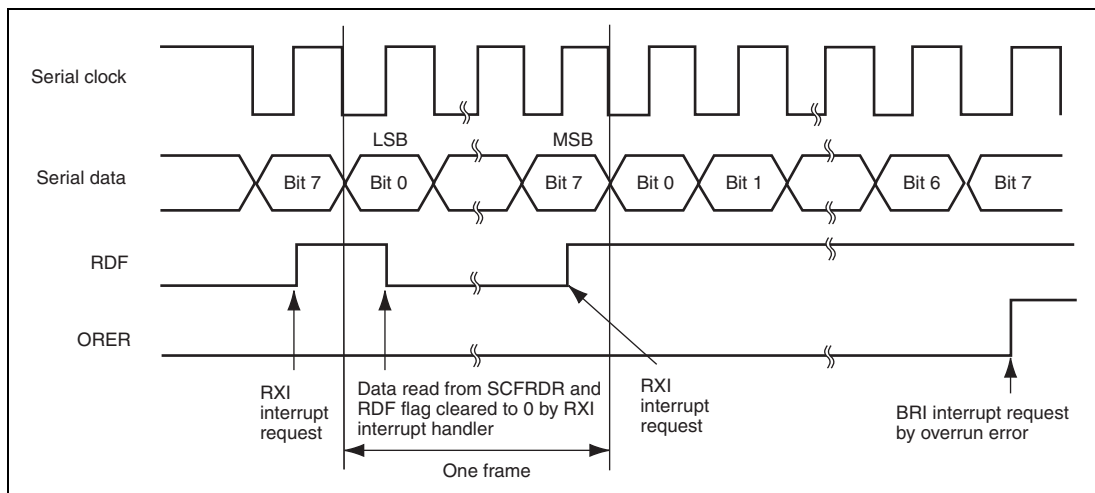 Serial clock
LSB
MSB
Serial data
Bit 7
Bit 0
Bit 7
Bit 0
Bit 1
Bit 6
Bit 7
RDF
ORER
RXI
interrupt
request
Data read from SCFRDR and
RDF flag cleared to 0 by RXI
interrupt handler
RXI
interrupt
request
BRI interrupt request
by overrun error
One frame